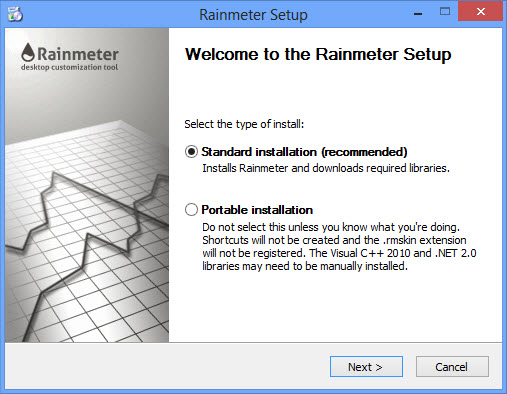 Rainmeter Setup
Rainmeter
desktop customization tool
Welcome to the Rainmeter Setup
Select the type of install:
Standard installation (recommended)
Installs Rainmeter and downloads required libraries.
Portable installation
Do not select this unless you know what you're doing.
Shortcuts will not be created and the .rmskin extension
will not be registered. The Visual C++ 2010 and .NET 2.0
libraries may need to be manually installed.
Next >
Cancel